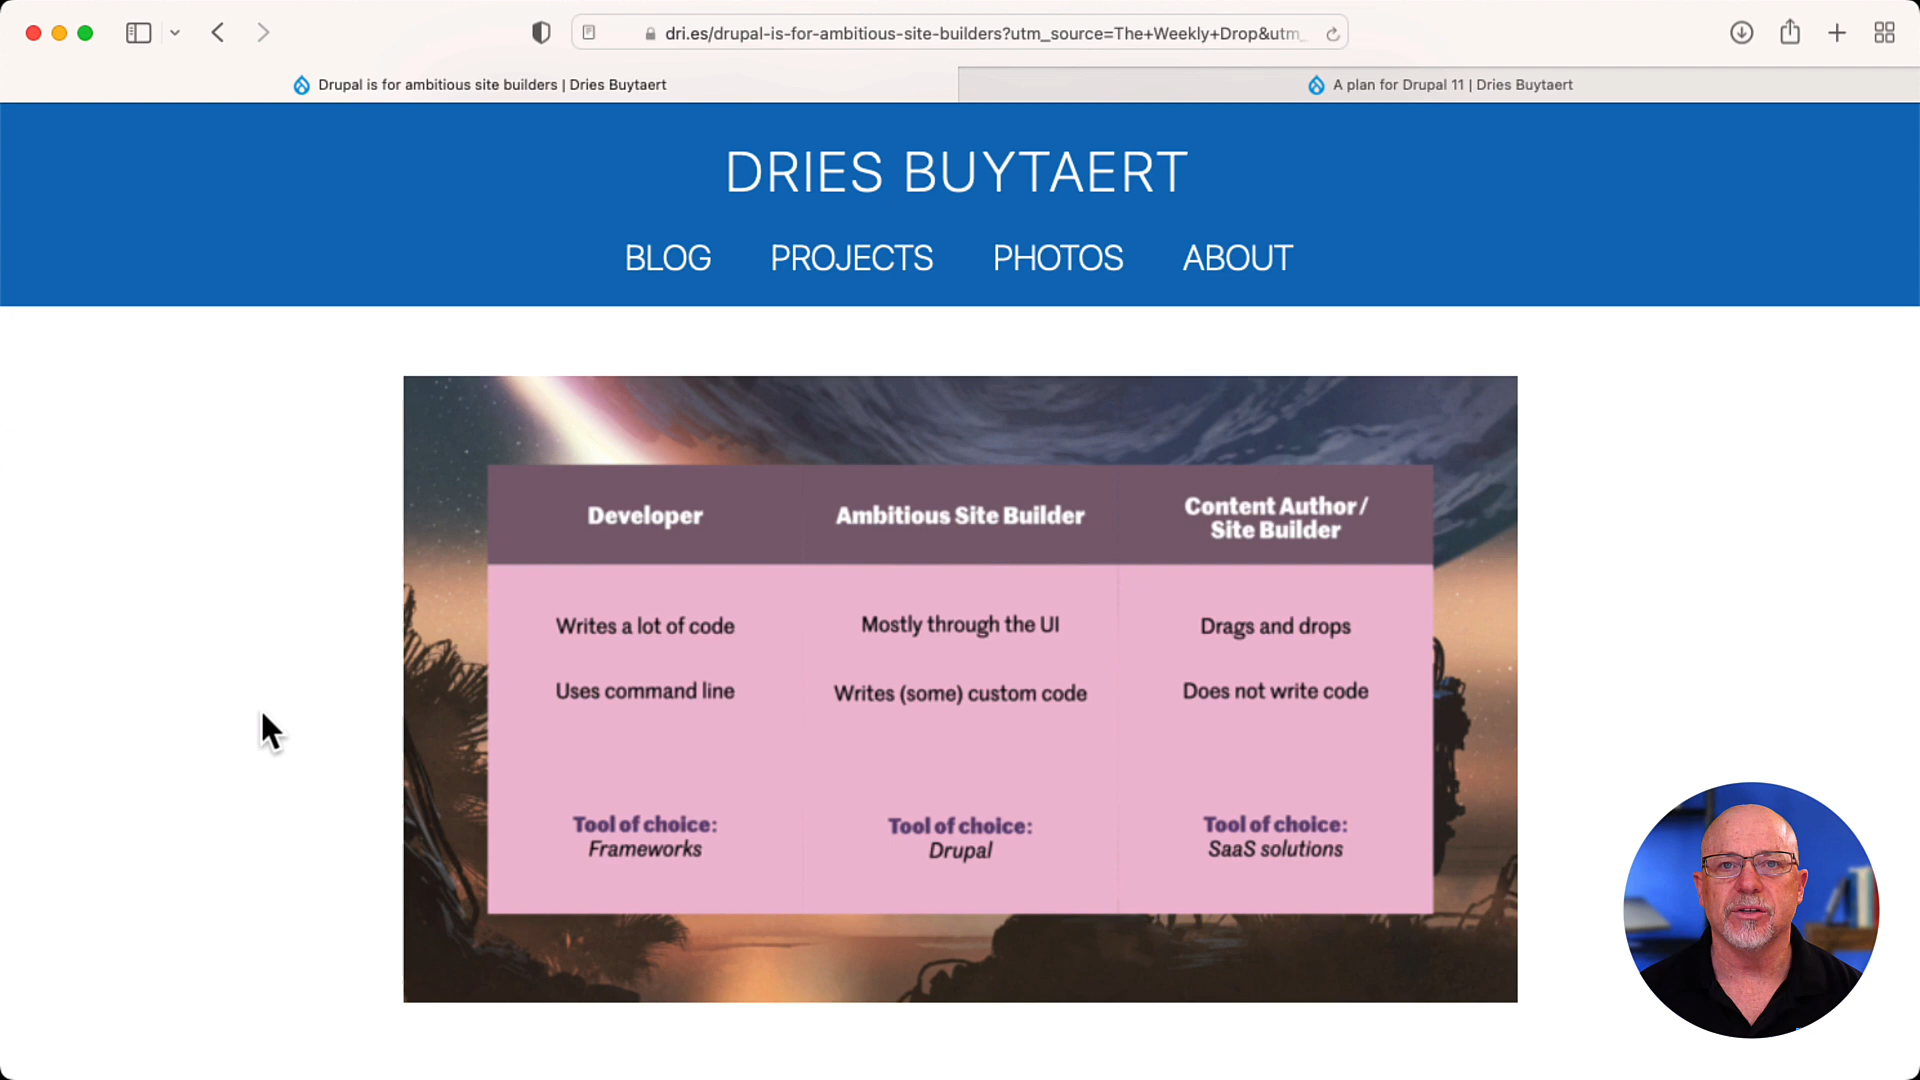 dri.es/drupal-is-for-ambitious-site-builders?utm_source=The+Weekly+Drop&utm_
Drupal is for ambitious site builders | Dries Buytaert
A plan for Drupal 11 | Dries Buytaert
DRIES BUYTAERT
BLOG PROJECTS PHOTOS ABOUT
Developer
Ambitious Site Builder
Content Author /
Site Builder
Writes a lot of code
Mostly through the UI
Drags and drops
Uses command line
Writes (some) custom code
Does not write code
Tool of choice:
Frameworks
Tool of choice:
Drupal
Tool of choice:
SaaS solutions